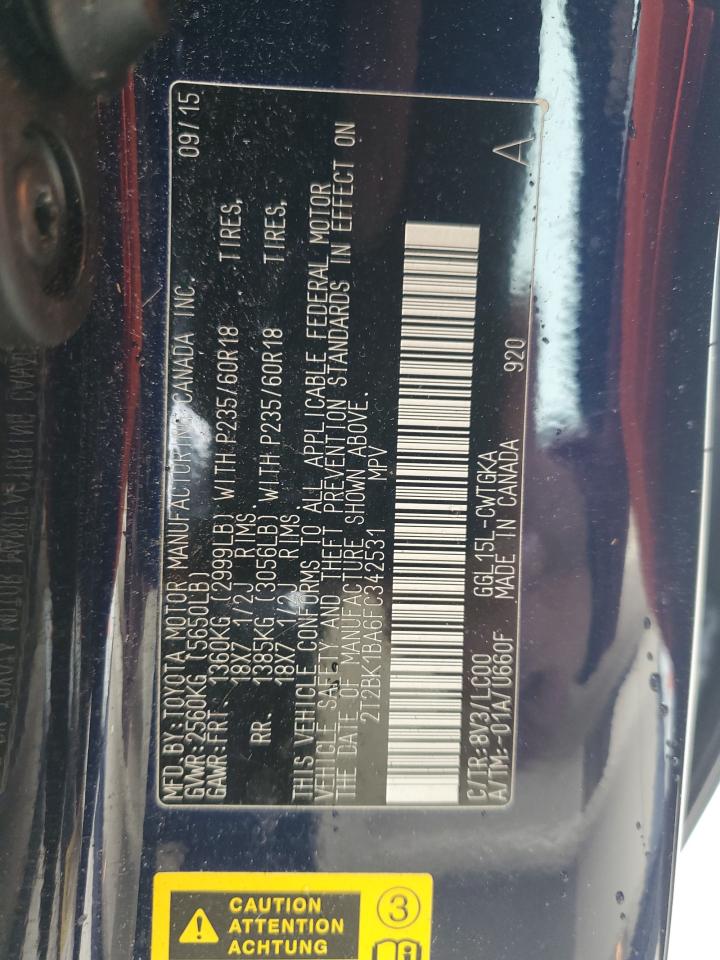 MFD.BY:TOYOTA MOTOR MANUFACTURING CANADA INC. 09/15
GVWR:2560KG (5650LB)
GAWR:FRT. 1360KG (2999LB) WITH P235/60R18 TIRES,
18X7 1/2J RIMS.
RR. 1385KG (3056LB) WITH P235/60R18 TIRES,
18X7 1/2J RIMS
THIS VEHICLE CONFORMS TO ALL APPLICABLE FEDERAL MOTOR
VEHICLE SAFETY AND THEFT PREVENTION STANDARDS IN EFFECT ON
THE DATE OF MANUFACTURE SHOWN ABOVE.
2T2BK1BA6FC342531 MPV
C/TR:8V3/LC00 GGL15L-CWTGKA
A/TM:-01A/U660F MADE IN CANADA 920
A
CAUTION
ATTENTION
ACHTUNG
3